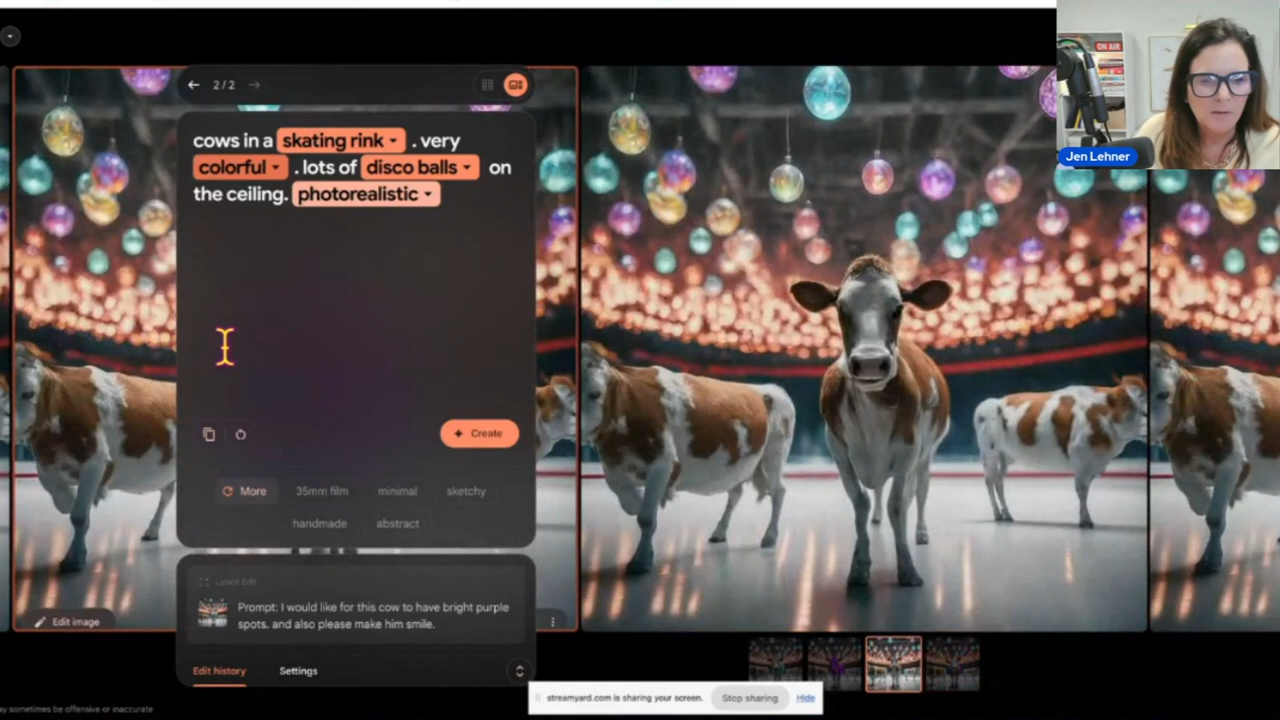 ON AIR
Jen Lehner
2/2
cows in a skating rink . very
colorful . lots of disco balls on
the ceiling. photorealistic
Create
More 35mm film minimal sketchy
handmade abstract
Latest Edit
Prompt: I would like for this cow to have bright purple
spots. and also please make him smile.
Edit image
Edit history Settings
streamyard.com is sharing your screen. Stop sharing Hide
ay sometimes be offensive or inaccurate